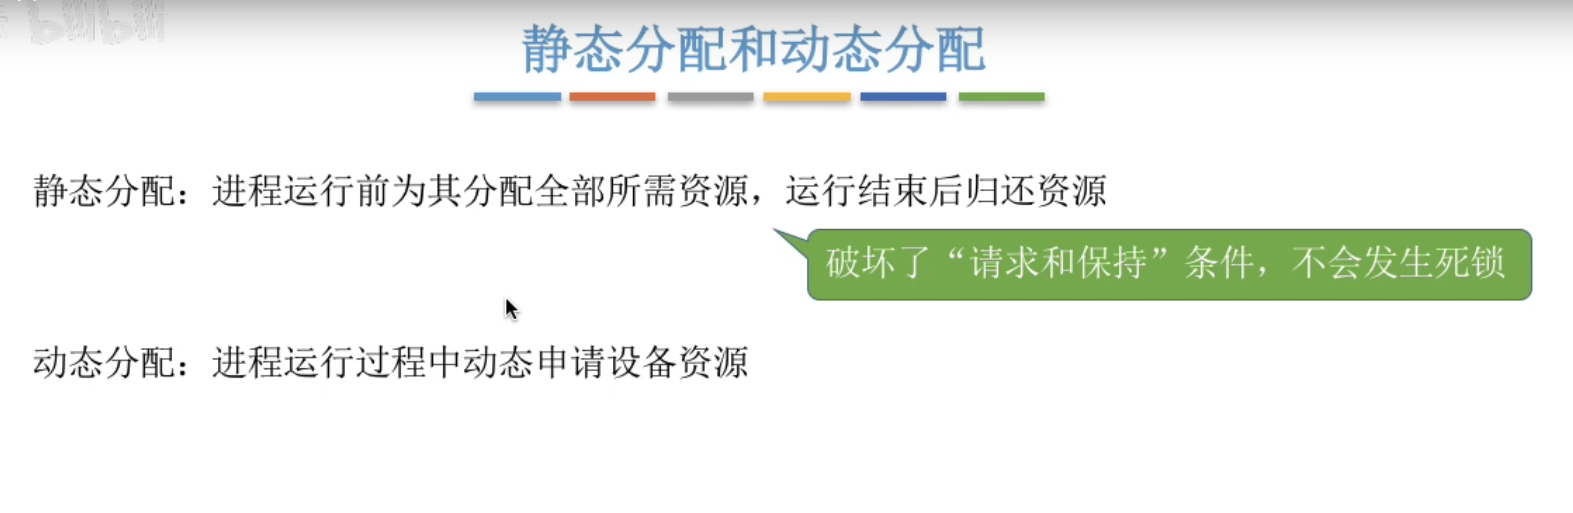 bilibili
静态分配和动态分配
静态分配：进程运行前为其分配全部所需资源，运行结束后归还资源
破坏了“请求和保持”条件，不会发生死锁
动态分配：进程运行过程中动态申请设备资源